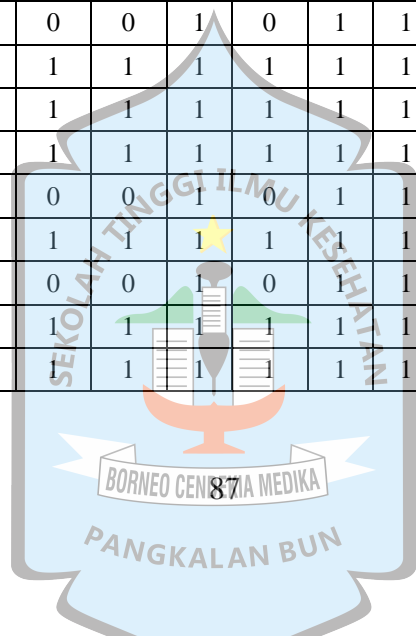 0 0 1 0 1 1
1 1 1 1 1 1
1 1 1 1 1 1
1 1 1 1 1 1
0 0 1 0 1 1
1 1 1 1 1 1
0 0 1 0 1 1
1 1 1 1 1 1
1 1 1 1 1 1
SEKOLAH TINGGI ILMU KESEHATAN
BORNEO CENDEKIA MEDIKA
87
PANGKALAN BUN